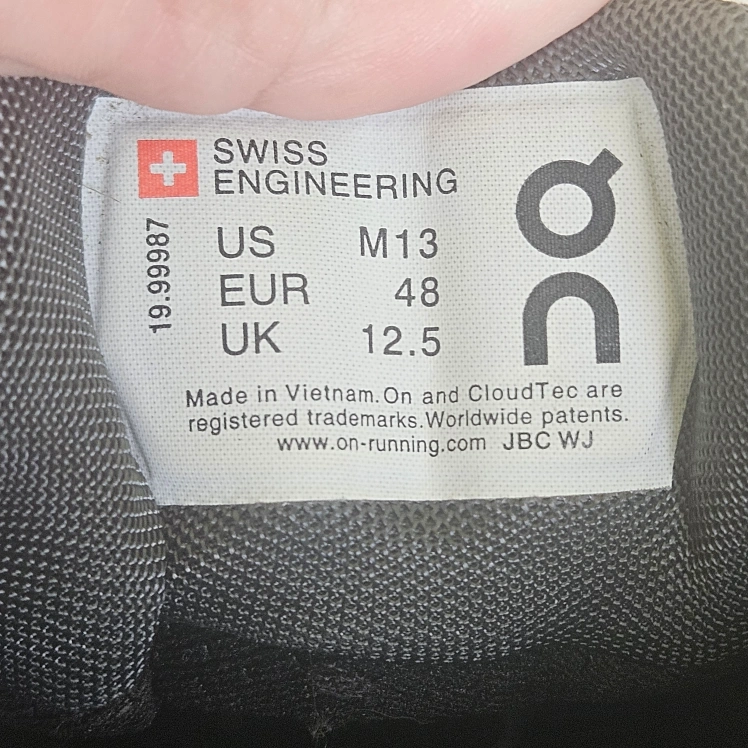 SWISS
ENGINEERING
19.99987
US M13
EUR 48
UK 12.5
On
Made in Vietnam.On and CloudTec are
registered trademarks.Worldwide patents.
www.on-running.com JBC WJ